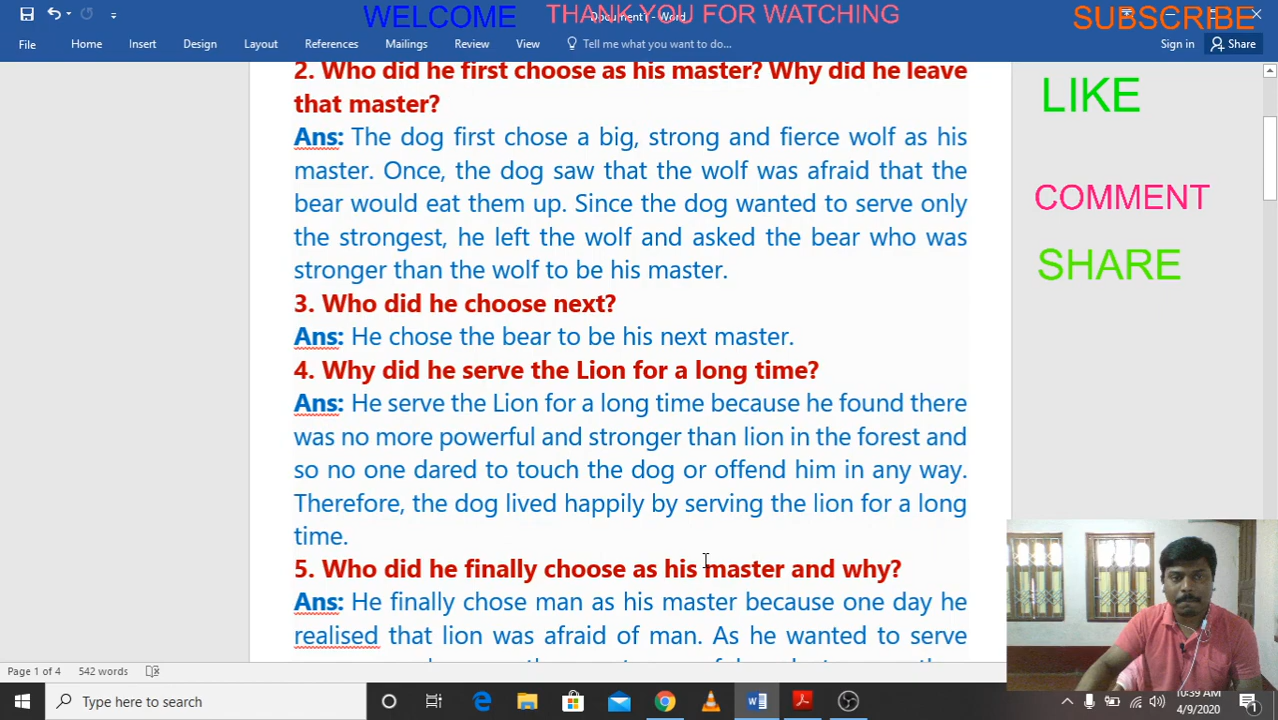 WELCOME THANK YOU FOR WATCHING SUBSCRIBE
Document1 - Word
File Home Insert Design Layout References Mailings Review View Tell me what you want to do... Sign in Share
2. Who did he first choose as his master? Why did he leave
that master?
Ans: The dog first chose a big, strong and fierce wolf as his
master. Once, the dog saw that the wolf was afraid that the
bear would eat them up. Since the dog wanted to serve only
the strongest, he left the wolf and asked the bear who was
stronger than the wolf to be his master.
3. Who did he choose next?
Ans: He chose the bear to be his next master.
4. Why did he serve the Lion for a long time?
Ans: He serve the Lion for a long time because he found there
was no more powerful and stronger than lion in the forest and
so no one dared to touch the dog or offend him in any way.
Therefore, the dog lived happily by serving the lion for a long
time.
5. Who did he finally choose as his master and why?
Ans: He finally chose man as his master because one day he
realised that lion was afraid of man. As he wanted to serve
LIKE
COMMENT
SHARE
Page 1 of 4 542 words
Type here to search
10:39 AM
4/9/2020
1